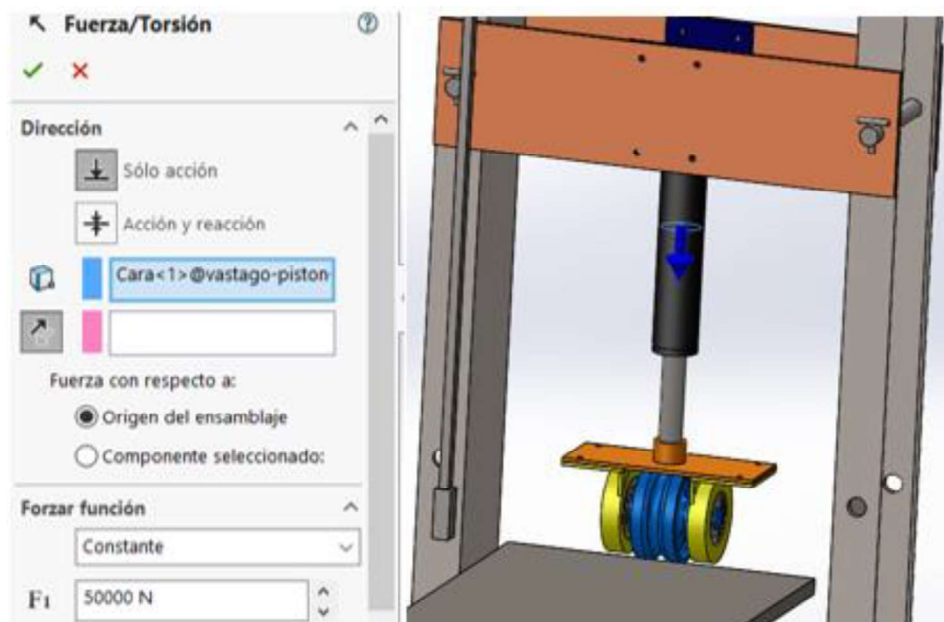 Fuerza/Torsión
Dirección
Sólo acción
Acción y reacción
Cara<1>@vastago-piston-
Fuerza con respecto a:
Origen del ensamblaje
Componente seleccionado:
Forzar función
Constante
F1 50000 N